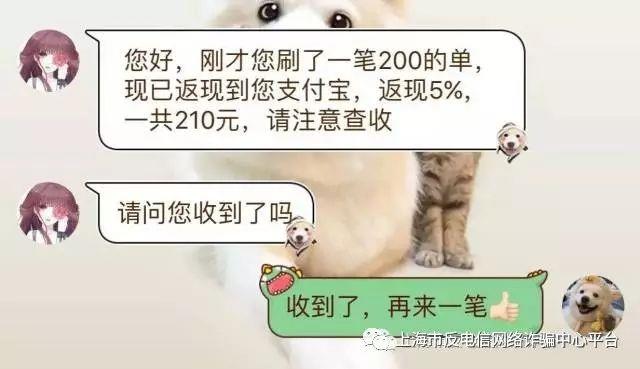 您好，刚才您刷了一笔200的单，
现已返现到您支付宝，返现5%，
一共210元，请注意查收
请问您收到了吗
收到了，再来一笔👍🏻
上海市反电信网络诈骗中心平台